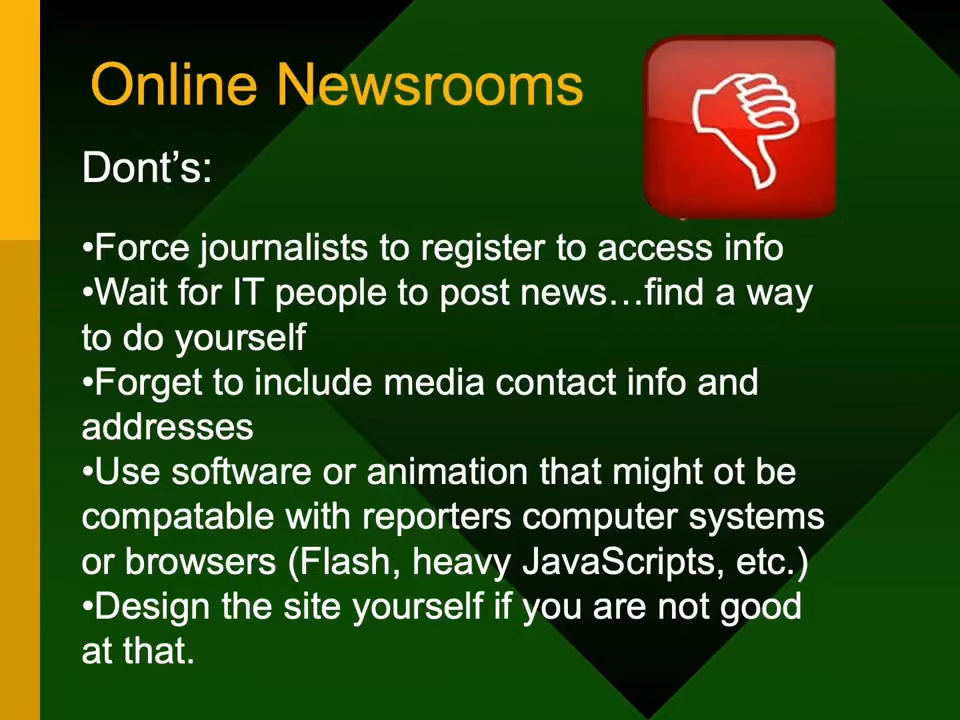 Online Newsrooms
Dont’s:
•Force journalists to register to access info
•Wait for IT people to post news…find a way
to do yourself
•Forget to include media contact info and
addresses
•Use software or animation that might ot be
compatable with reporters computer systems
or browsers (Flash, heavy JavaScripts, etc.)
•Design the site yourself if you are not good
at that.